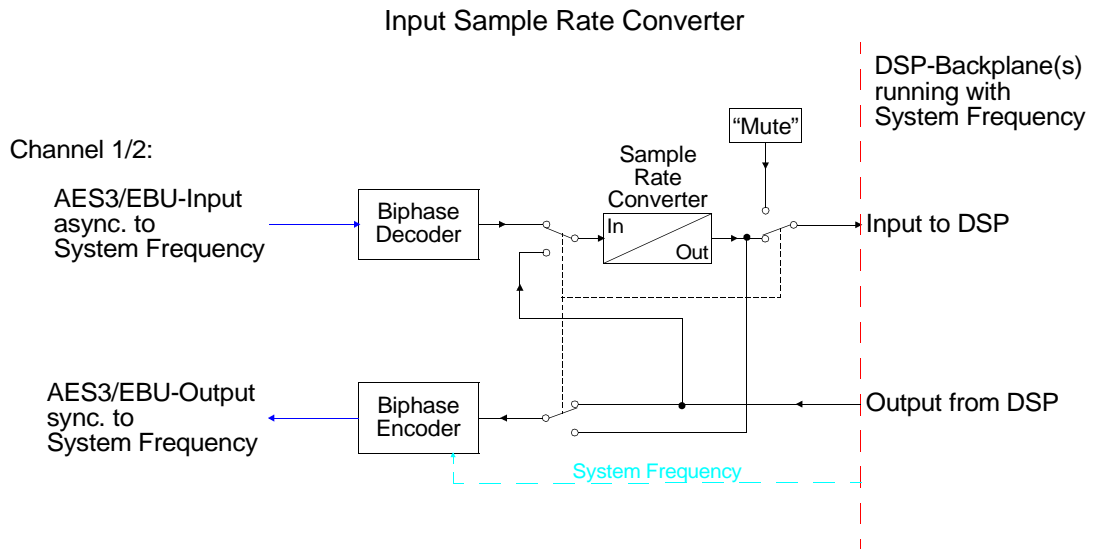 Input Sample Rate Converter
DSP-Backplane(s)
running with
System Frequency
“Mute”
Channel 1/2:
Sample
Rate
Converter
AES3/EBU-Input
async. to
System Frequency
Biphase
Decoder
In
Out
Input to DSP
AES3/EBU-Output
sync. to
System Frequency
Biphase
Encoder
Output from DSP
System Frequency